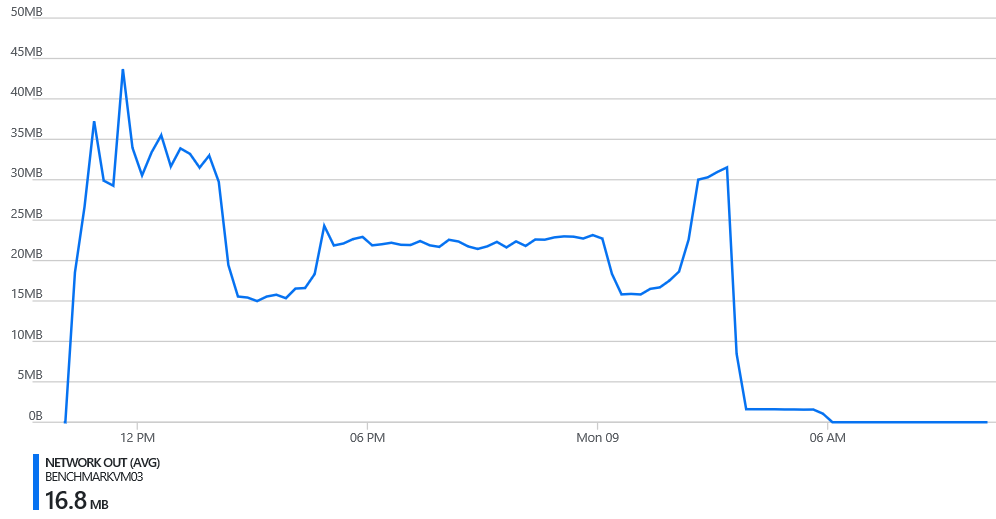 50MB
45MB
40MB
35MB
30MB
25MB
20MB
15MB
10MB
5MB
0B
12 PM 06 PM Mon 09 06 AM
NETWORK OUT (AVG)
BENCHMARKVM03
16.8 MB